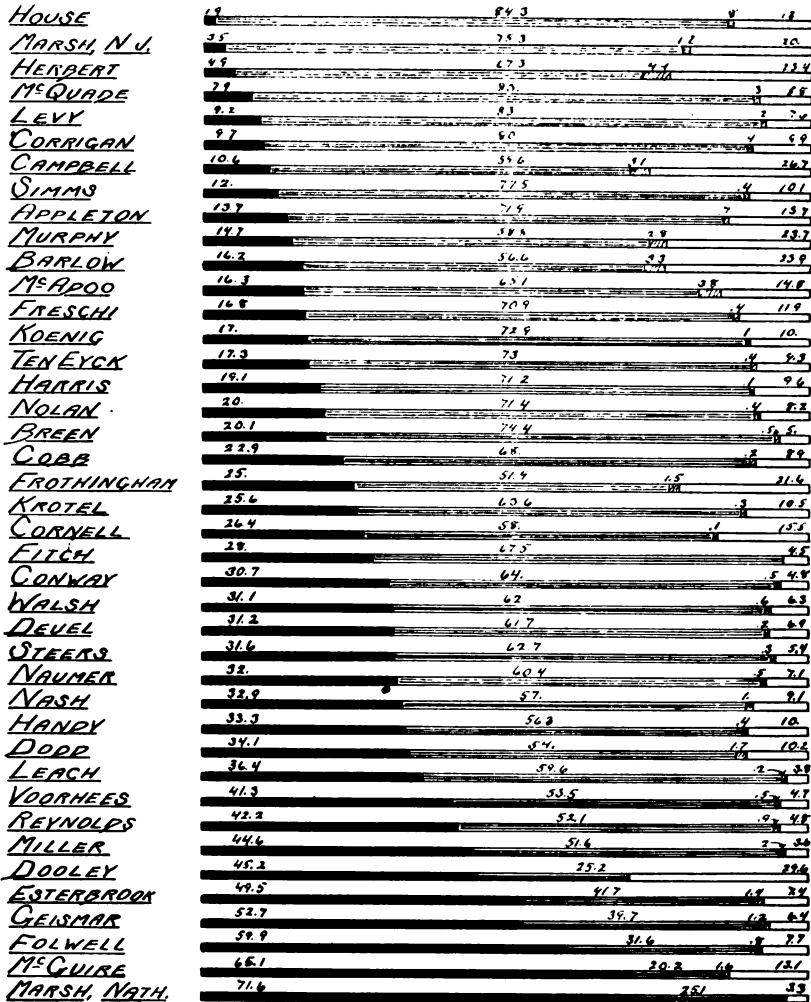 HOUSE 1.9 84.3 13
MARSH, N.J. 3.5 75.3 1.2 20.
HERBERT 4.9 67.3 4.4 23.4
McQUADE 7.9 83. .3 8.8
LEVY 9.2 83 .2 7.6
CORRIGAN 9.7 80 .4 9.9
CAMPBELL 10.6 59.6 3.1 26.7
SIMMS 12. 77.5 .4 10.1
APPLETON 13.7 71.9 .7 13.7
MURPHY 14.7 58.8 2.8 23.7
BARLOW 16.2 56.6 3.3 23.9
McADOO 16.3 65.1 3.8 14.8
FRESCHI 16.8 70.9 .4 11.9
KOENIG 17. 72.9 .1 10.
TEN EYCK 17.3 73 .4 9.3
HARRIS 19.1 71.2 .1 9.6
NOLAN 20. 71.4 .4 8.2
BREEN 20.1 74.4 .5 5.
COBB 22.9 68. .2 8.9
FROTHINGHAM 25. 51.9 1.5 21.6
KROTEL 25.6 63.6 .3 10.5
CORNELL 26.4 58. .1 15.5
FITCH 28. 67.5 4.5
CONWAY 30.7 64. .5 4.8
WALSH 31.1 62 .6 6.3
DEUEL 31.2 61.7 .2 6.9
STEERS 31.6 62.7 .3 5.4
NAUMER 32. 60.4 .5 7.1
NASH 32.9 57. 1. 9.1
HANDY 33.3 56.3 .4 10.
DODD 34.1 54. 1.7 10.2
LEACH 36.4 59.6 .2 3.8
VOORHEES 41.3 53.5 .5 4.7
REYNOLDS 42.2 52.1 .9 4.8
MILLER 44.6 51.6 .2 3.6
DOOLEY 45.2 25.2 29.6
ESTERBROOK 49.5 41.7 1.4 7.4
GEISMAR 52.7 39.7 1.2 6.4
FOLWELL 59.9 31.6 .8 7.7
McGUIRE 65.1 20.2 1.6 13.1
MARSH, NATH. 71.6 25.1 3.3